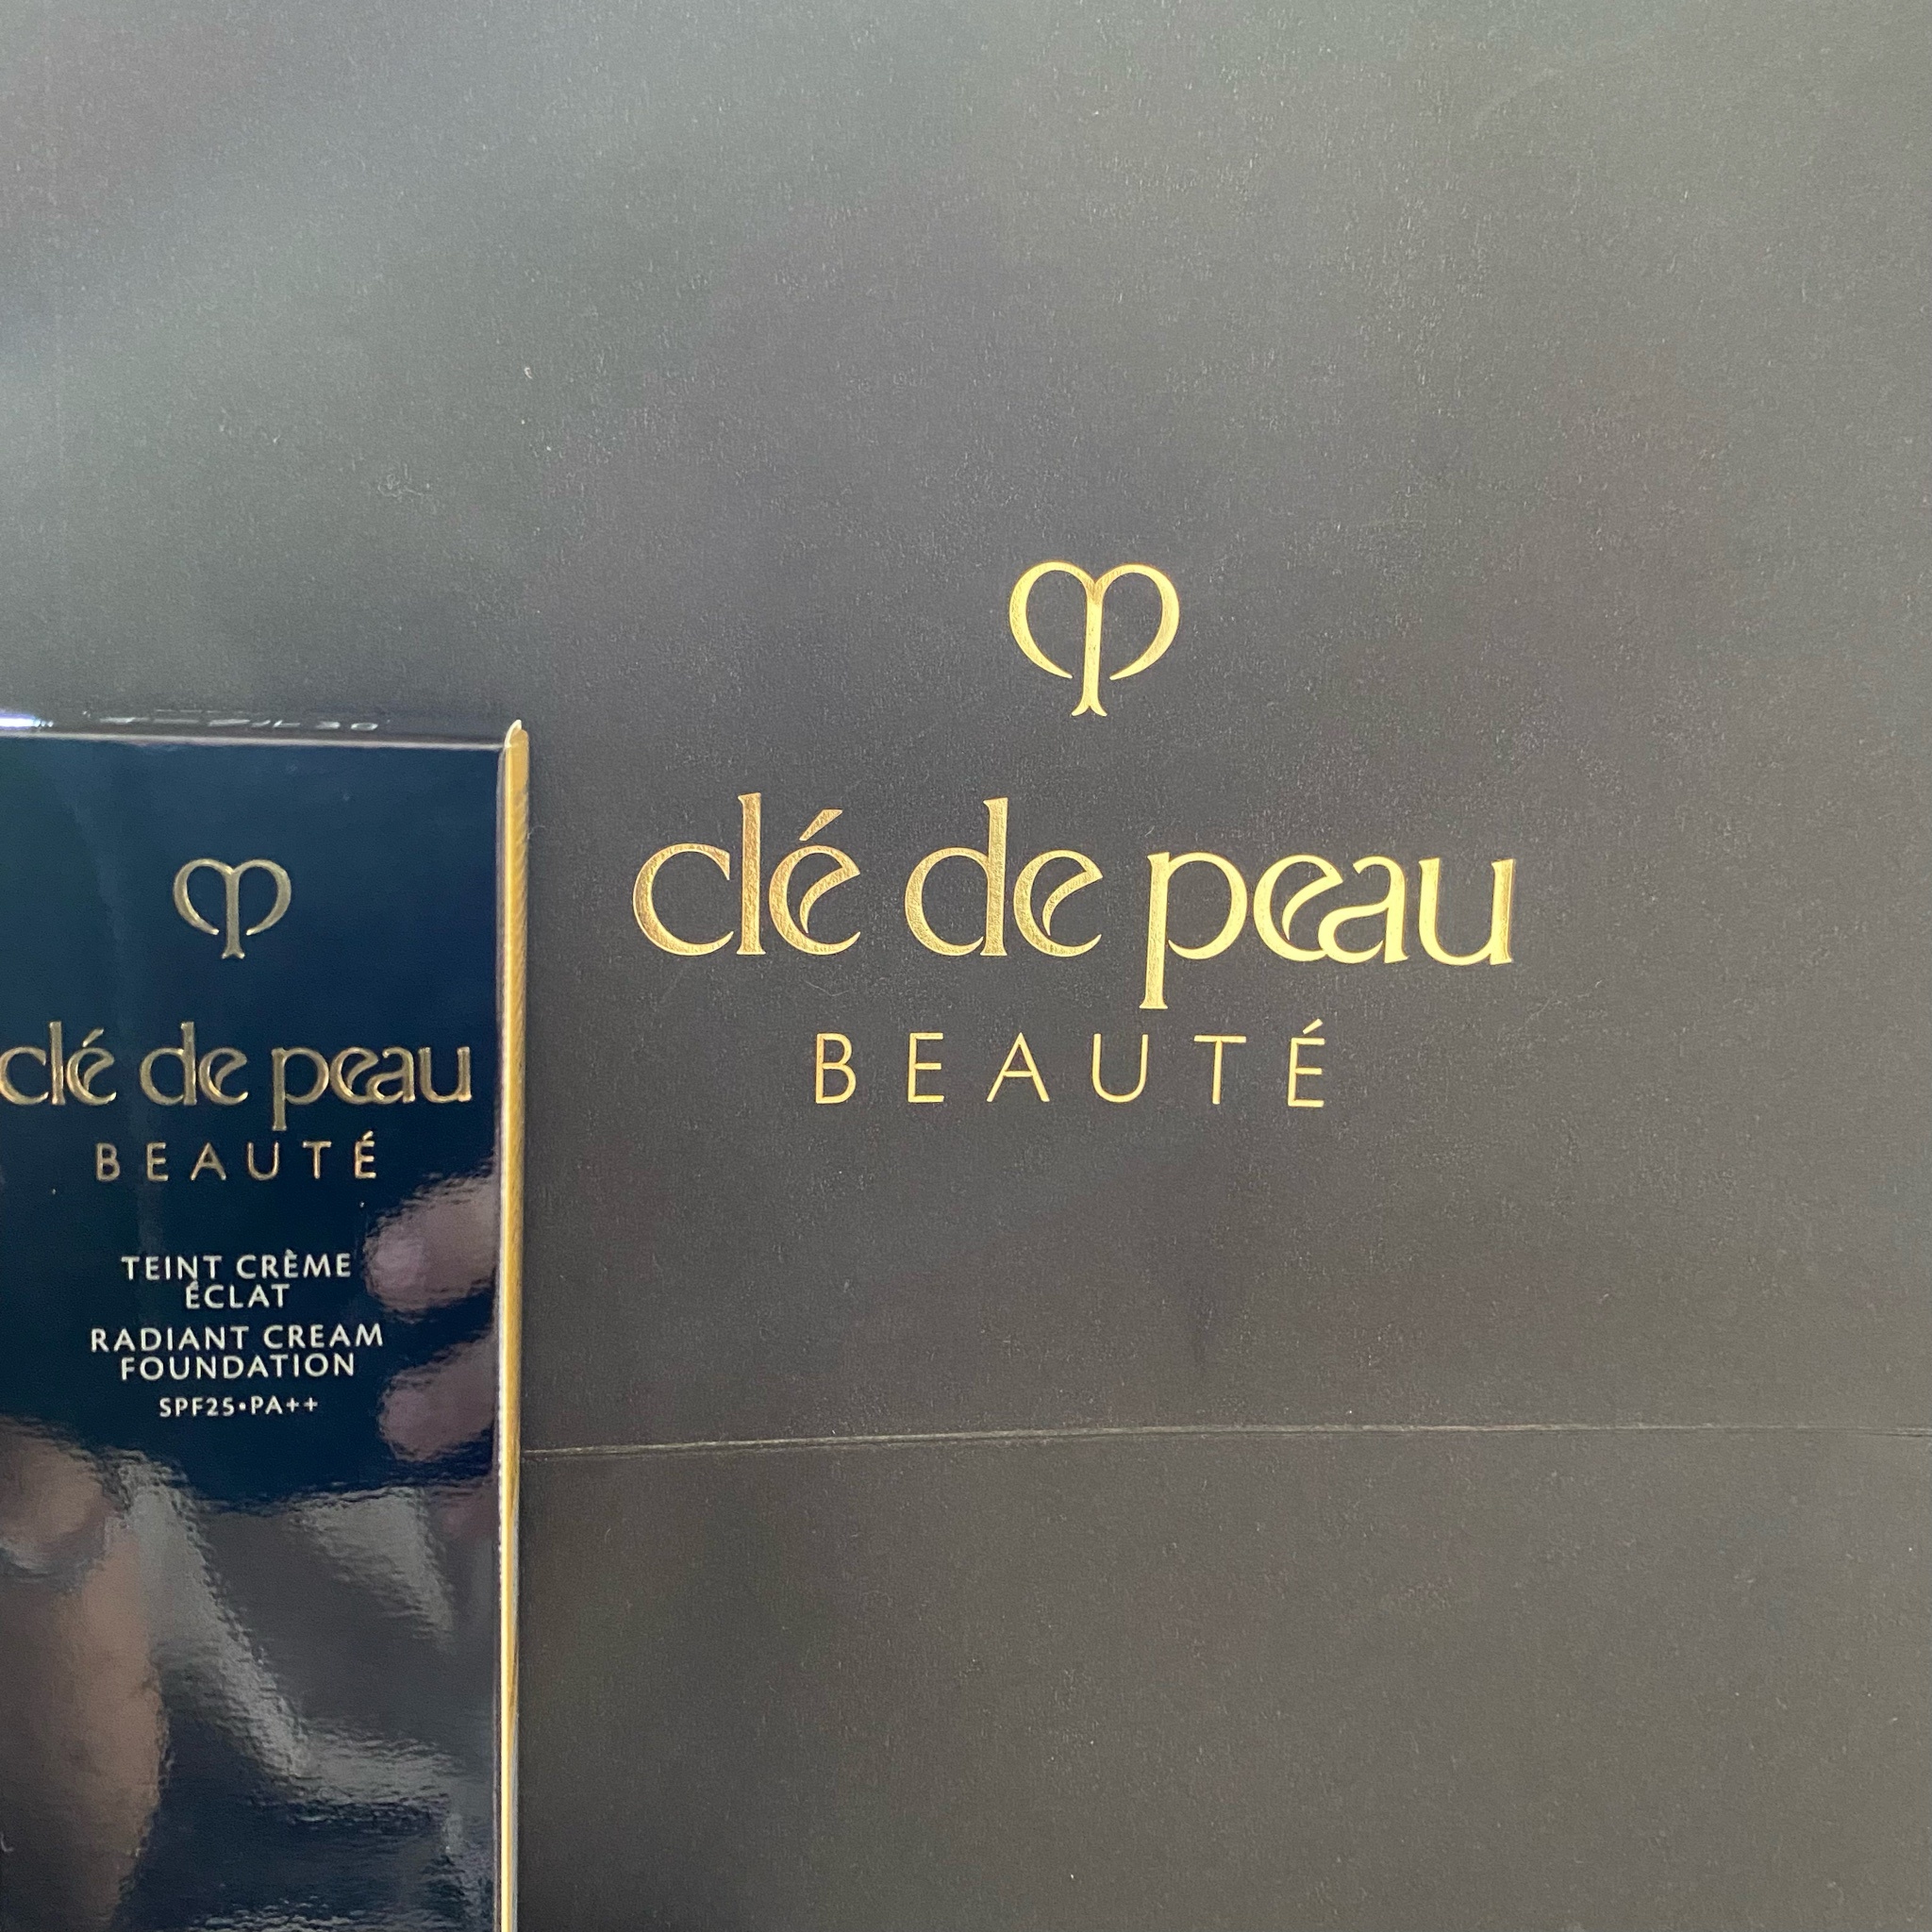 clé de peau
BEAUTÉ
clé de peau
BEAUTÉ
TEINT CRÈME
ÉCLAT
RADIANT CREAM
FOUNDATION
SPF25•PA++